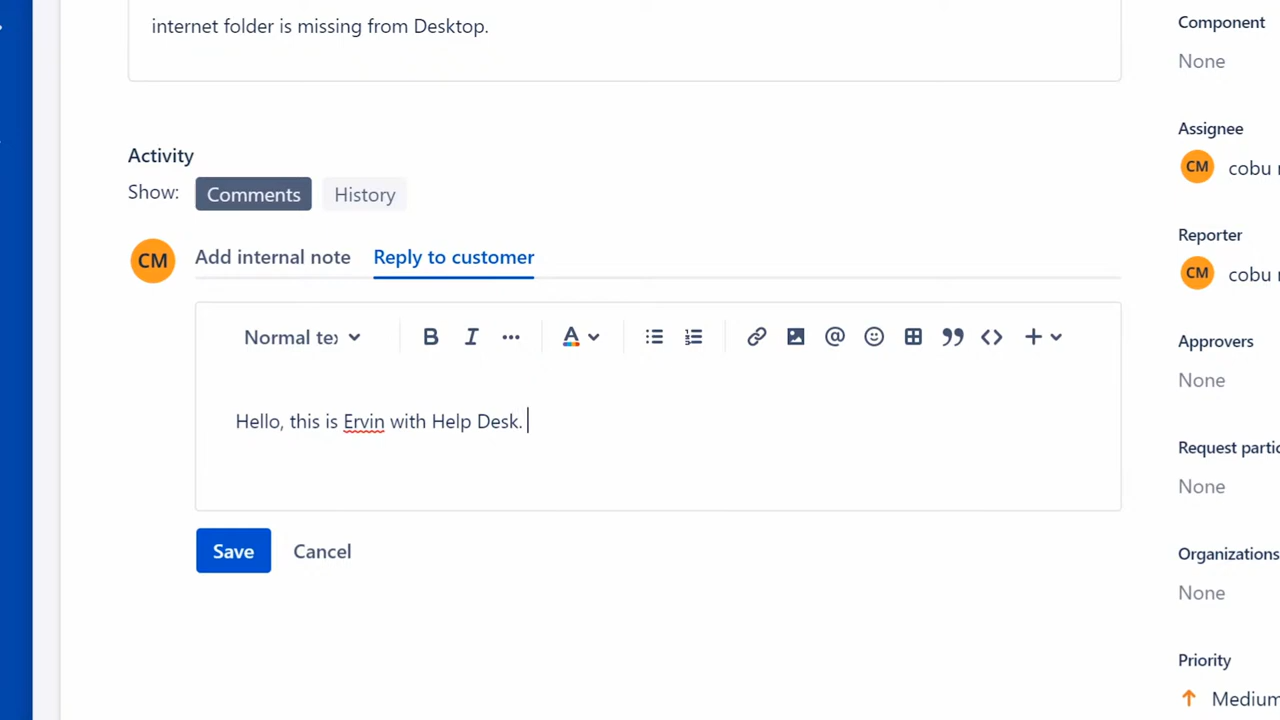 internet folder is missing from Desktop.
Component
None
Activity
Assignee
Show: Comments History
CM cobu
Reporter
CM Add internal note Reply to customer
CM cobu
Normal
Approvers
None
Hello, this is Ervin with Help Desk.
Request
None
Save Cancel
Organizations
None
Priority
Medium